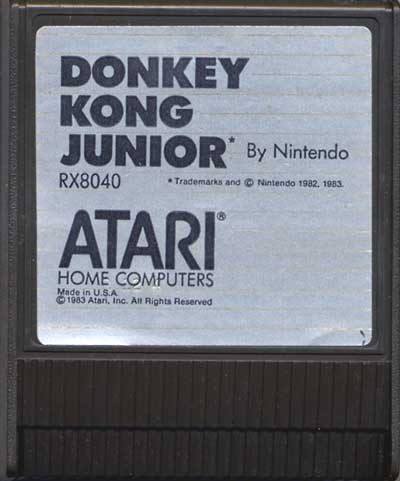 DONKEY
KONG
JUNIOR* By Nintendo
RX8040 *Trademarks and © Nintendo 1982, 1983.
ATARI®
HOME COMPUTERS
Made in U.S.A.
©1983 Atari, Inc. All Rights Reserved